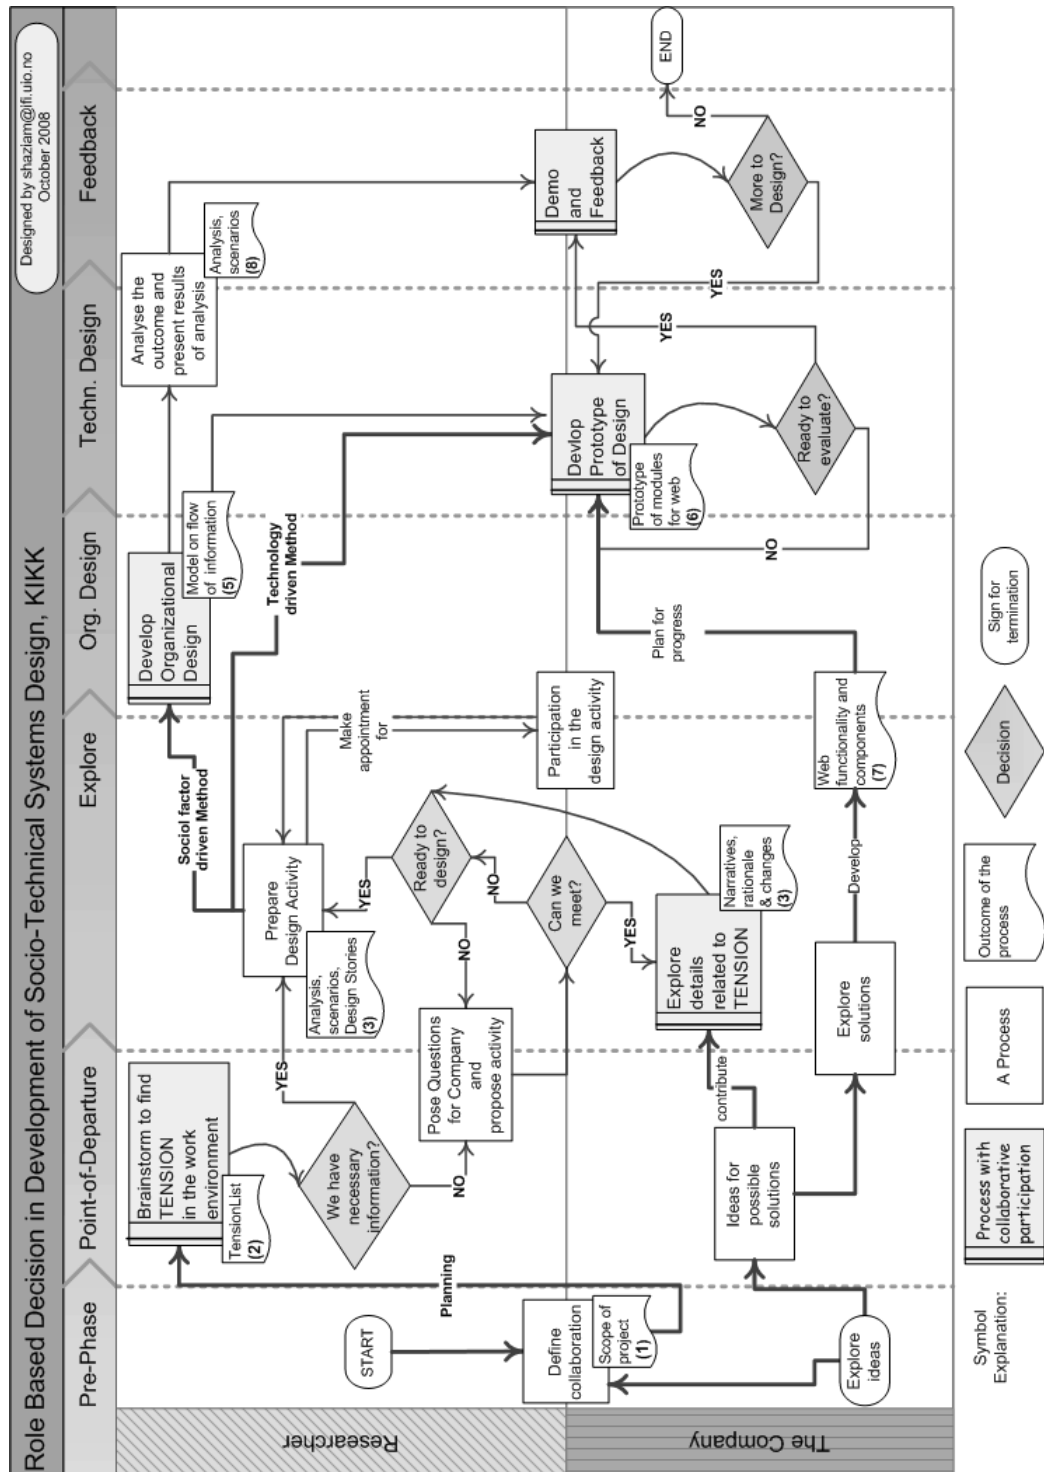 Role Based Decision in Development of Socio-Technical Systems Design, KIKK
Designed by shaziam@ifi.uio.no
October 2008
Pre-Phase
Point-of-Departure
Explore
Org. Design
Techn. Design
Feedback
Researcher
The Company
START
Define
collaboration
Scope of
project
(1)
Explore
ideas
Planning
Brainstorm to find
TENSION
in the work
environment
TensionList
(2)
We have
necessary
information?
YES
NO
Pose Questions
for Company
and
propose activity
Ideas for
possible
solutions
contribute
Prepare
Design Activity
Analysis,
scenarios,
Design Stories
(3)
YES
Ready to
design?
NO
NO
Can we
meet?
YES
Explore
details
related to
TENSION
Narratives,
rationale
& changes
(3)
Explore
solutions
Develop
Web
functionality and
components
(7)
Sociol factor
driven Method
Make
appointment
for
Participation
in the
design activity
Develop
Organizational
Design
Model on flow
of information
(5)
Technology
driven Method
Plan for
progress
Analyse the
outcome and
present results
of analysis
Analysis,
scenarios
(8)
Devlop
Prototype
of Design
Prototype
of modules
for web
(6)
Ready to
evaluate?
NO
YES
YES
Demo
and
Feedback
More to
Design?
NO
END
Symbol
Explanation:
Process with
collaborative
participation
A Process
Outcome of the
process
Decision
Sign for
termination